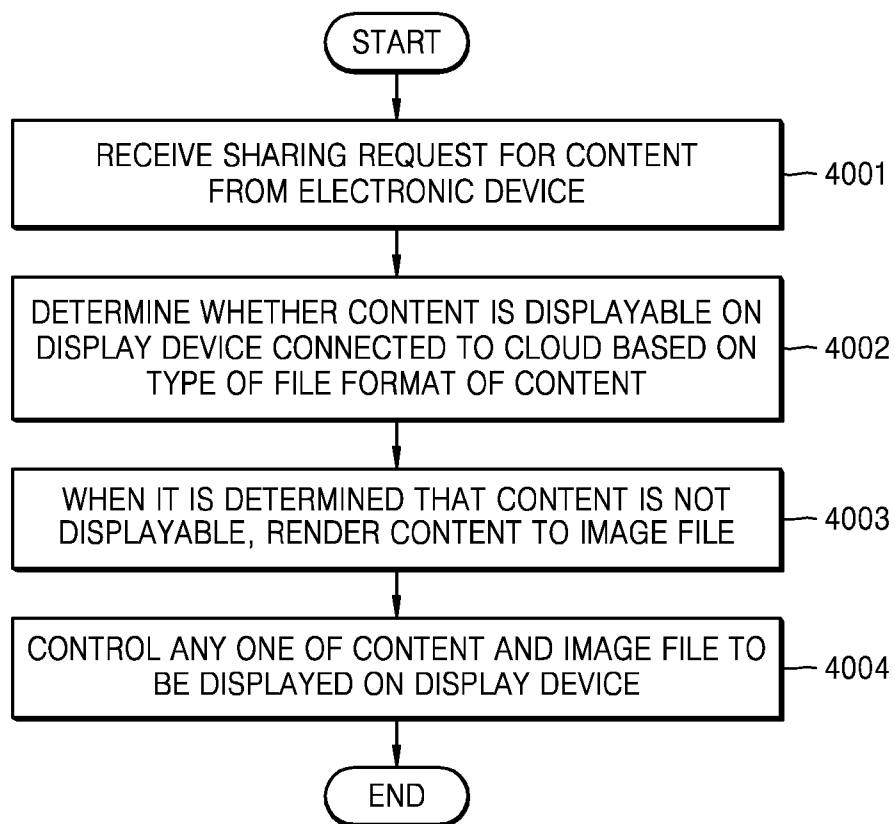 START
RECEIVE SHARING REQUEST FOR CONTENT
FROM ELECTRONIC DEVICE
4001
DETERMINE WHETHER CONTENT IS DISPLAYABLE ON
DISPLAY DEVICE CONNECTED TO CLOUD BASED ON
TYPE OF FILE FORMAT OF CONTENT
4002
WHEN IT IS DETERMINED THAT CONTENT IS NOT
DISPLAYABLE, RENDER CONTENT TO IMAGE FILE
4003
CONTROL ANY ONE OF CONTENT AND IMAGE FILE TO
BE DISPLAYED ON DISPLAY DEVICE
4004
END